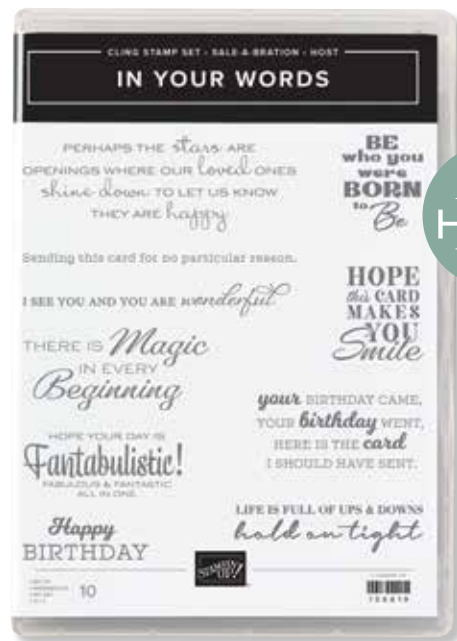 CLING STAMP SET • SALE-A-BRATION • HOST
IN YOUR WORDS
PERHAPS THE stars ARE
OPENINGS WHERE OUR loved ONES
shine down TO LET US KNOW
THEY ARE happy
BE
who you
were
BORN
to Be
Sending this card for no particular reason.
I SEE YOU AND YOU ARE wonderful
HOPE
this CARD
MAKES
YOU
Smile
THERE IS Magic
IN EVERY
Beginning
your BIRTHDAY CAME,
YOUR birthday WENT,
HERE IS THE card
I SHOULD HAVE SENT.
HOPE YOUR DAY IS
Fantabulistic!
FABULOUS & FANTASTIC
ALL IN ONE.
LIFE IS FULL OF UPS & DOWNS
hold on tight
Happy
BIRTHDAY
STAMPIN' UP!
10
H